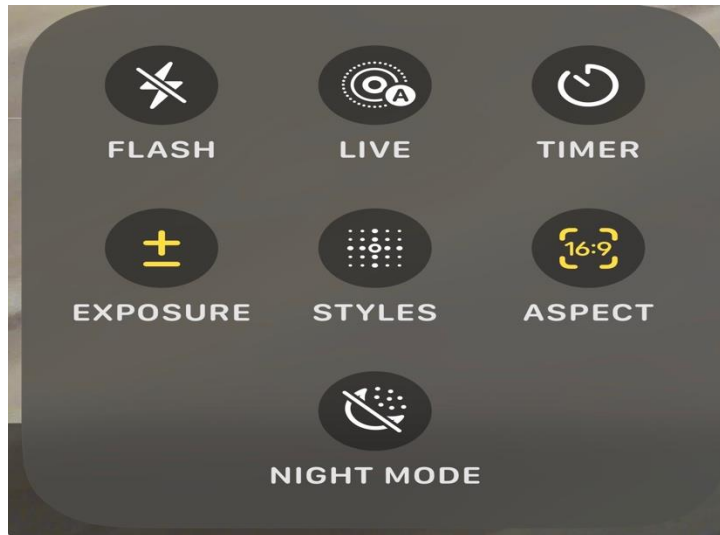 A
FLASH LIVE TIMER
16:9
EXPOSURE STYLES ASPECT
NIGHT MODE